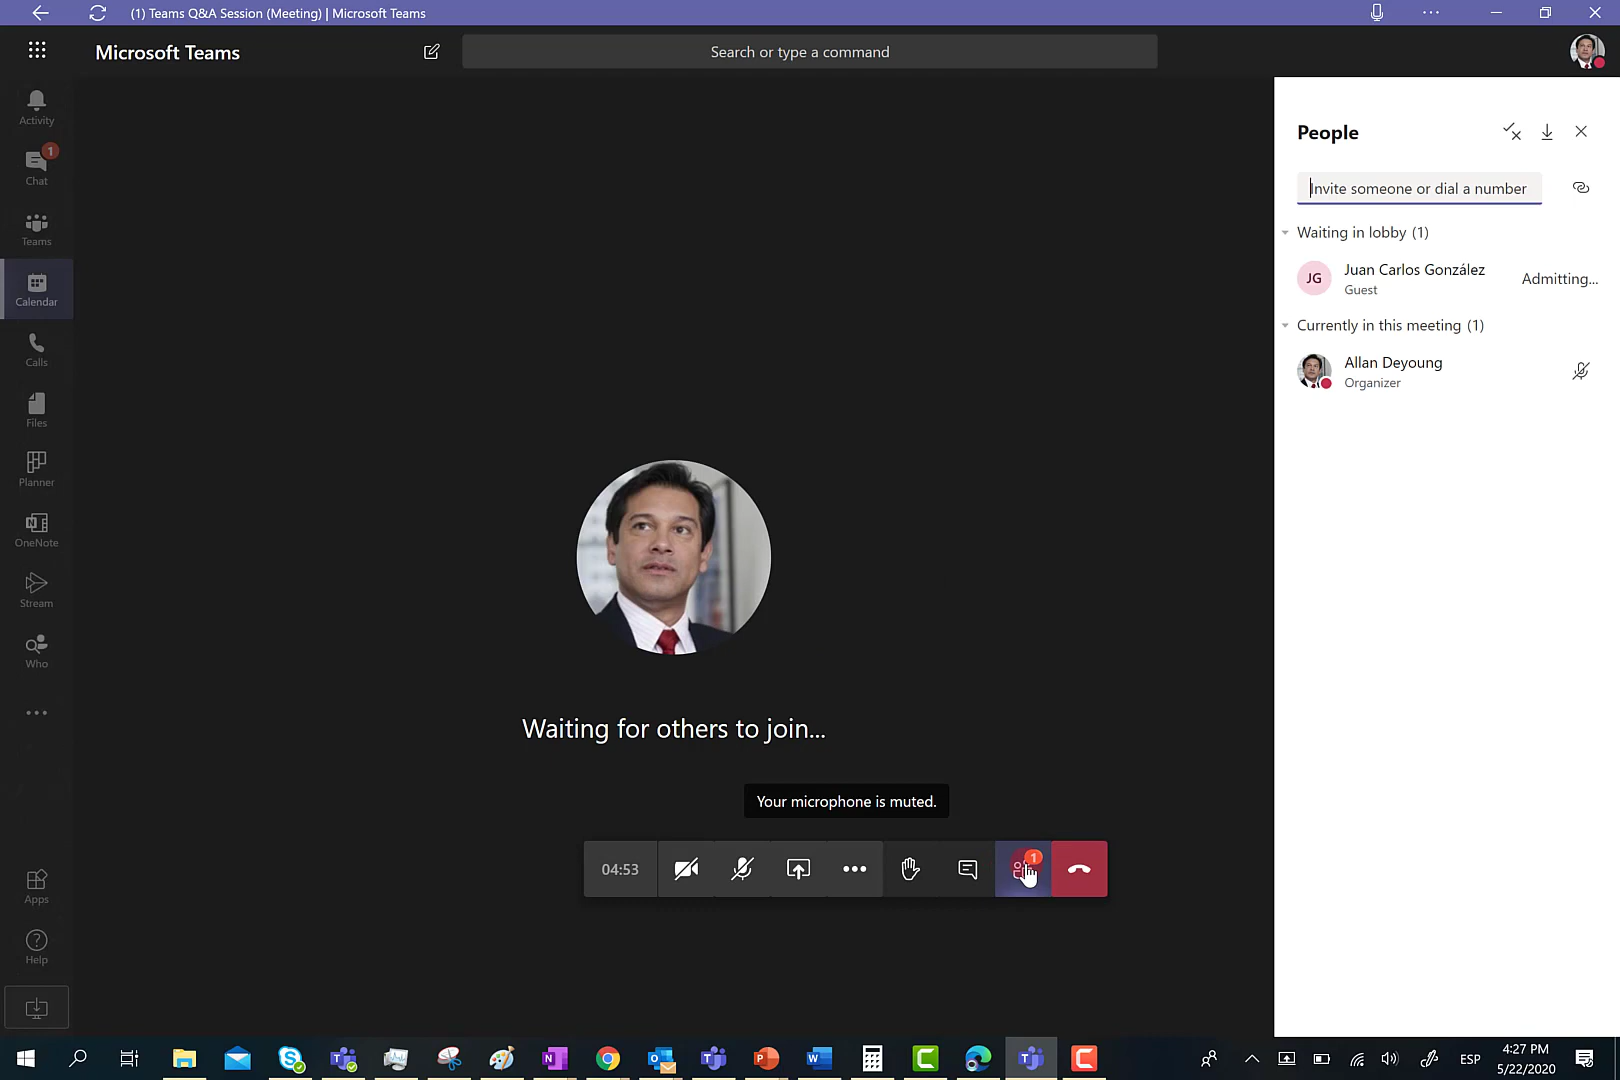 (1) Teams Q&A Session (Meeting) | Microsoft Teams
Microsoft Teams
Search or type a command
Activity
1
Chat
Teams
Calendar
Calls
Files
Planner
OneNote
Stream
Who
Apps
Help
Waiting for others to join...
Your microphone is muted.
04:53
1
People
Invite someone or dial a number
Waiting in lobby (1)
JG
Juan Carlos González
Guest
Admitting...
Currently in this meeting (1)
Allan Deyoung
Organizer
ESP
4:27 PM
5/22/2020